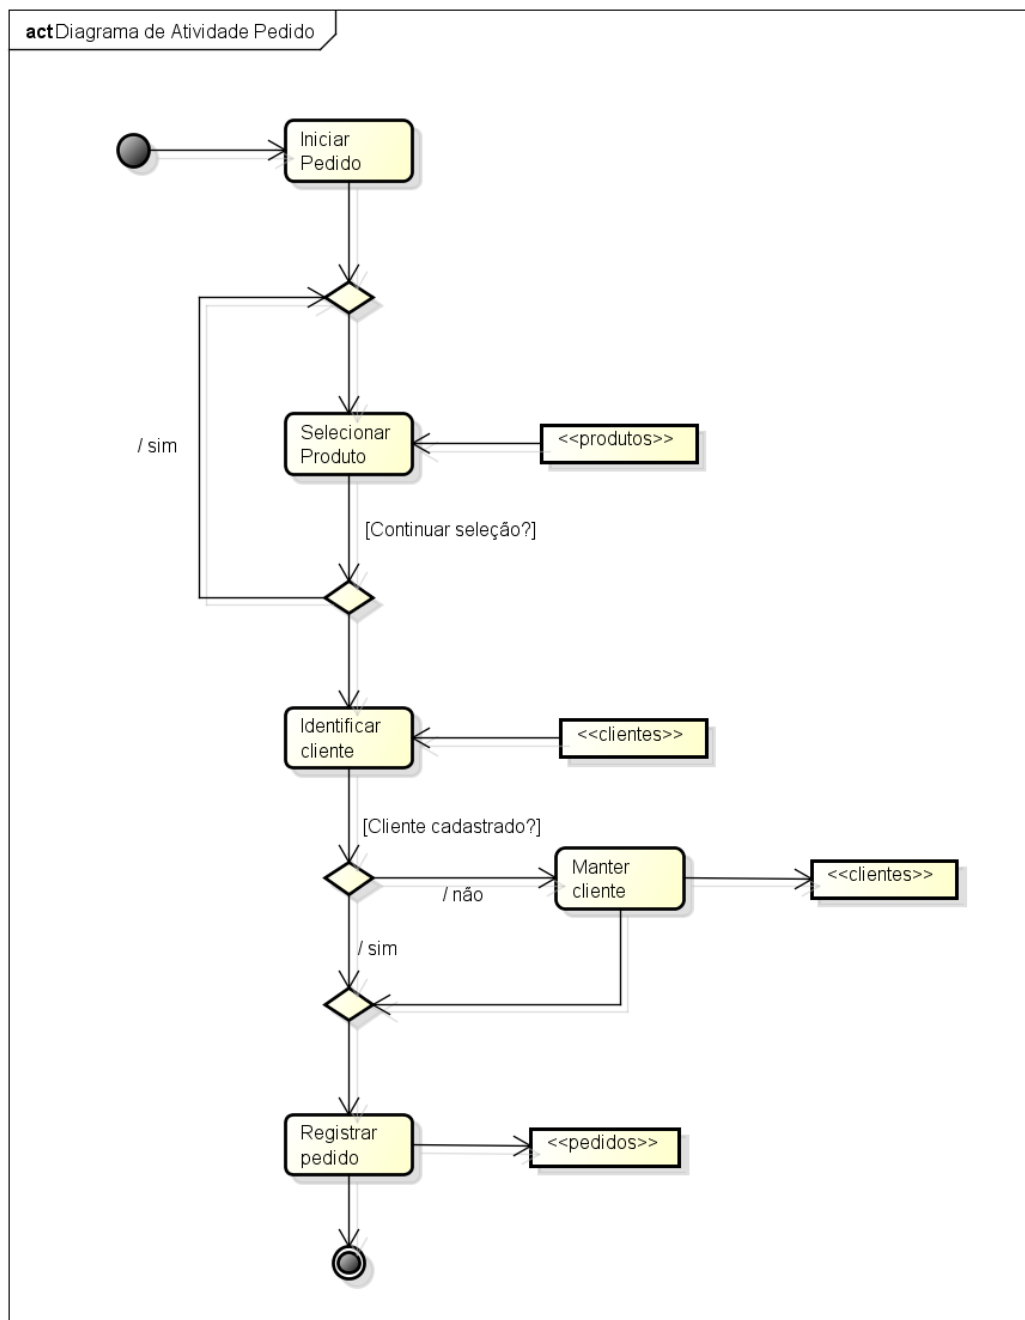 act Diagrama de Atividade Pedido
Iniciar
Pedido
/ sim
Selecionar
Produto
<<produtos>>
[Continuar seleção?]
Identificar
cliente
<<clientes>>
[Cliente cadastrado?]
/ não
Manter
cliente
<<clientes>>
/ sim
Registrar
pedido
<<pedidos>>